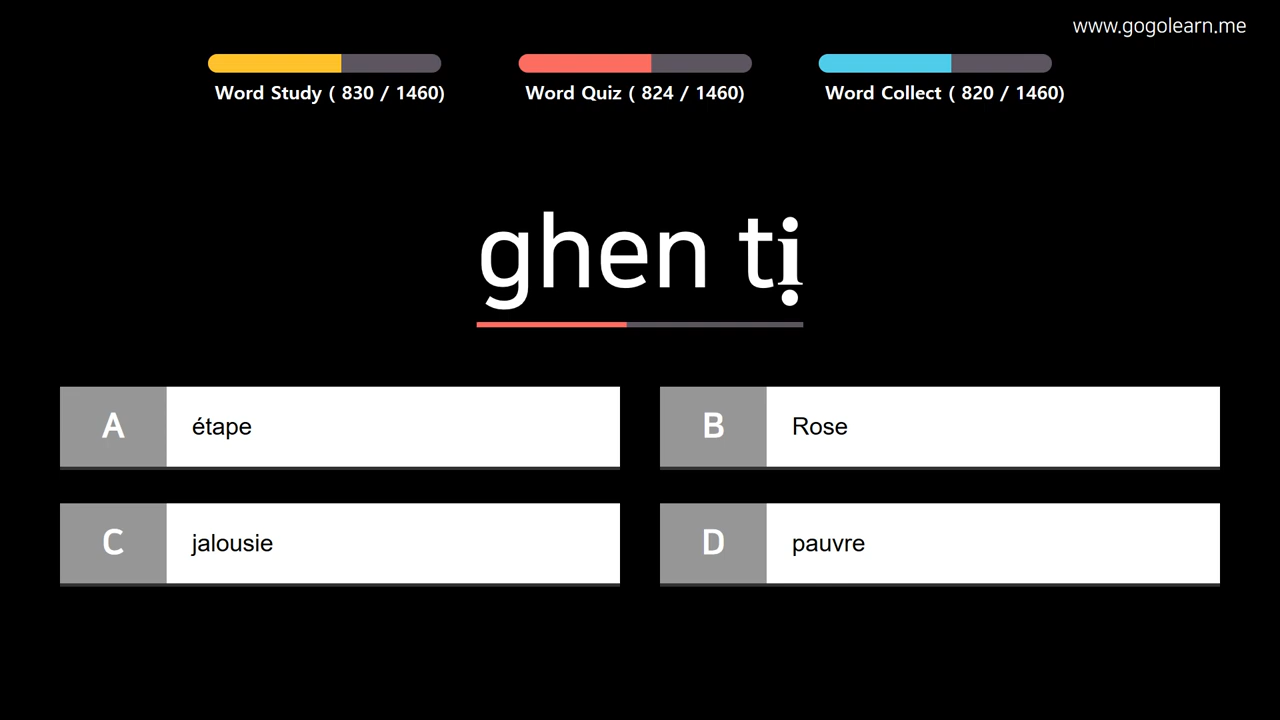 www.gogolearn.me
Word Study ( 830 / 1460)
Word Quiz ( 824 / 1460)
Word Collect ( 820 / 1460)
ghen tị
A étape
B Rose
C jalousie
D pauvre